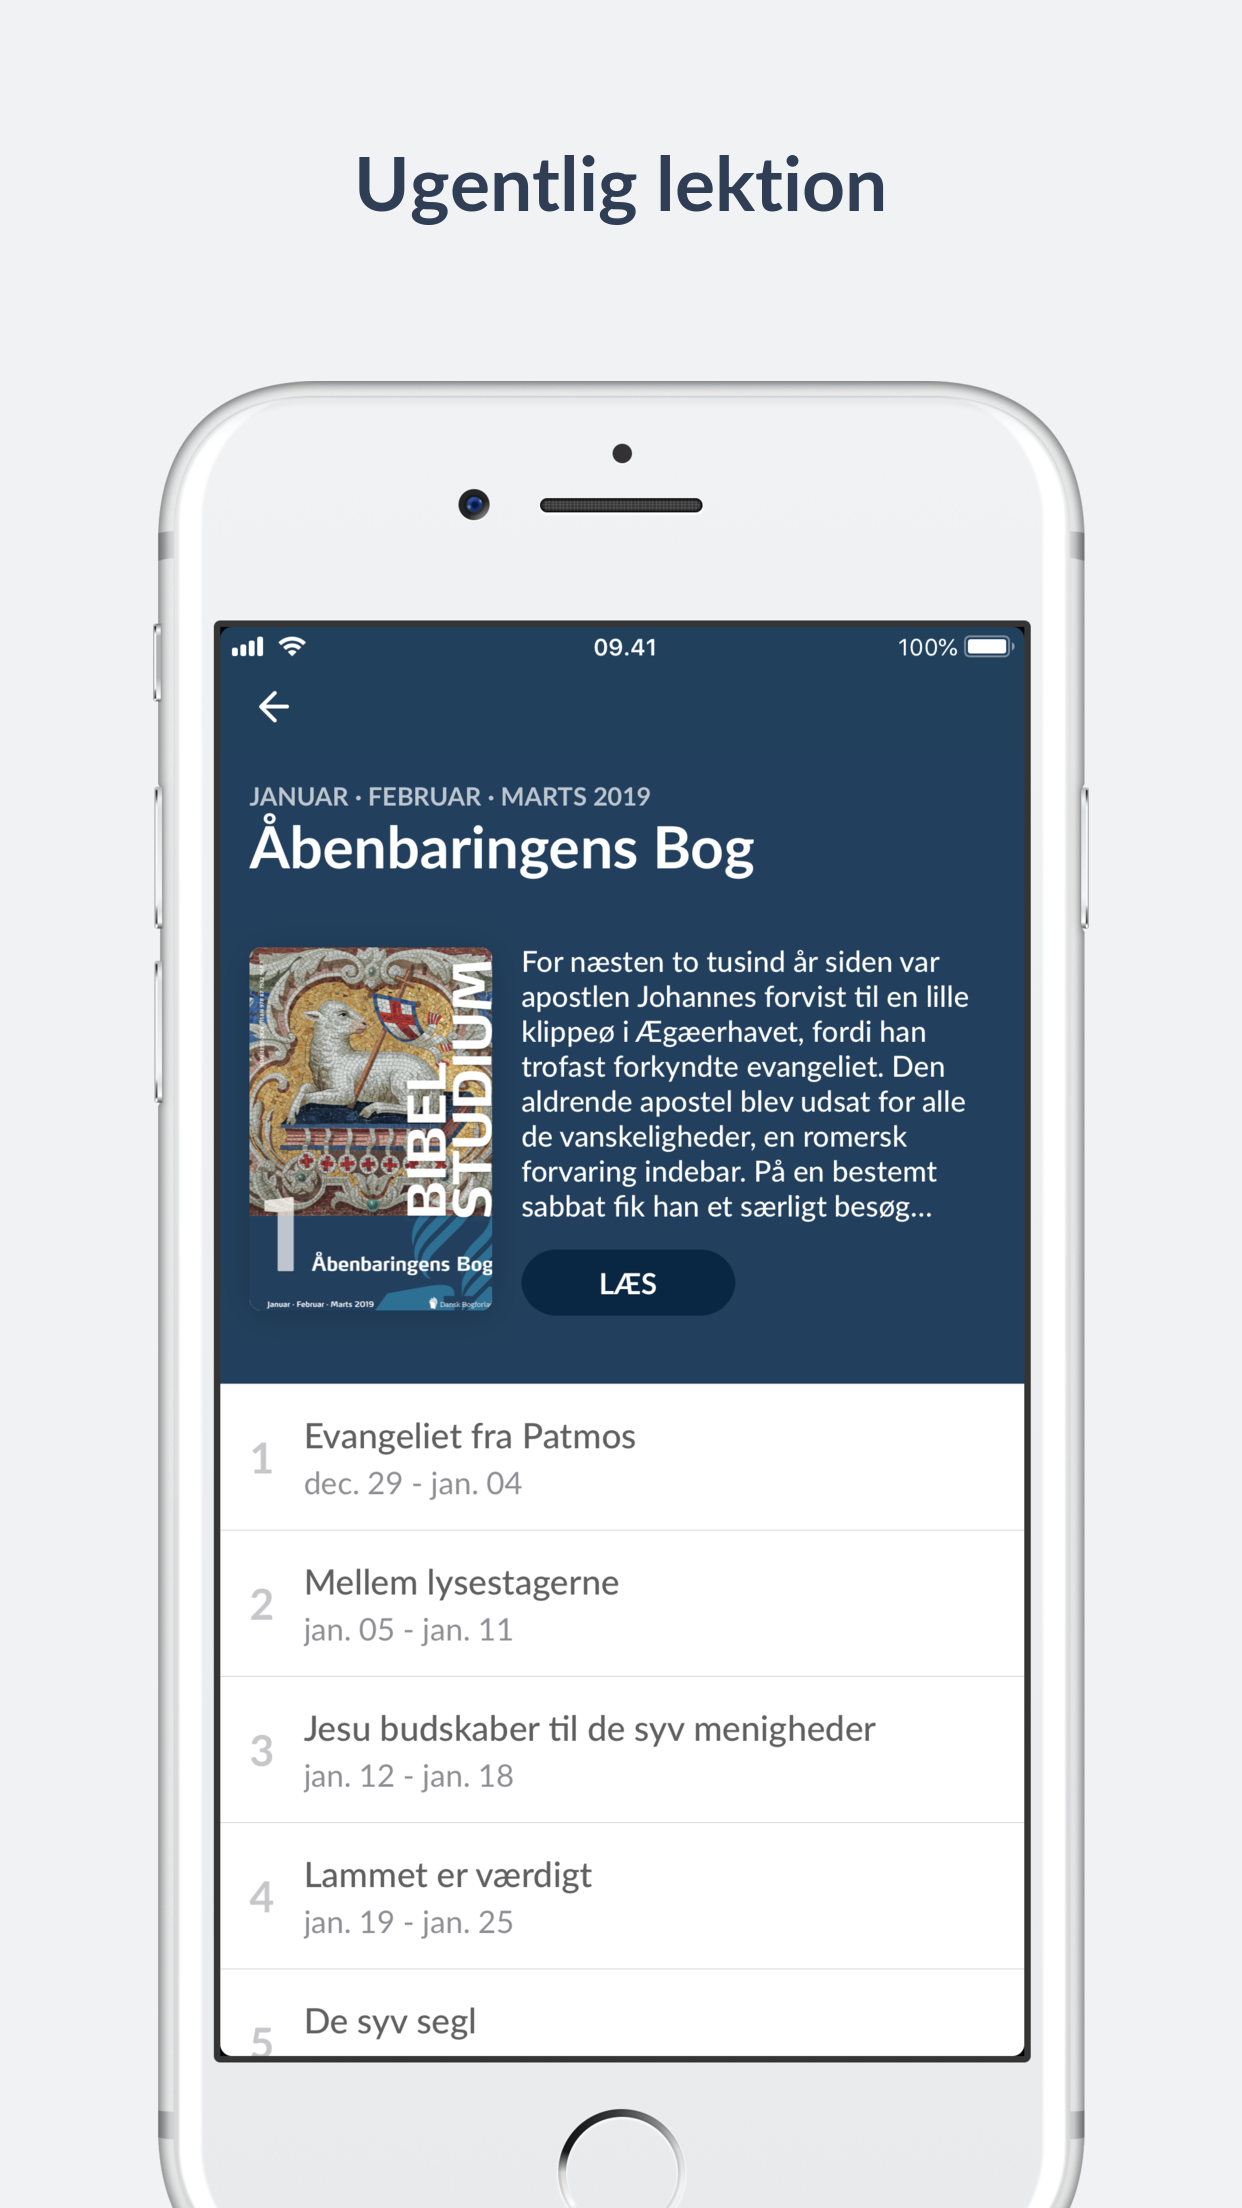 Ugentlig lektion
09.41
100%
JANUAR · FEBRUAR · MARTS 2019
Åbenbaringens Bog
BIBEL
STUDIUM
1
Åbenbaringens Bog
Januar · Februar · Marts 2019
Dansk Bogforla
For næsten to tusind år siden var
apostlen Johannes forvist til en lille
klippeø i Ægæerhavet, fordi han
trofast forkyndte evangeliet. Den
aldrende apostel blev udsat for alle
de vanskeligheder, en romersk
forvaring indebar. På en bestemt
sabbat fik han et særligt besøg...
LÆS
1
Evangeliet fra Patmos
dec. 29 - jan. 04
2
Mellem lysestagerne
jan. 05 - jan. 11
3
Jesu budskaber til de syv menigheder
jan. 12 - jan. 18
4
Lammet er værdigt
jan. 19 - jan. 25
5
De syv segl